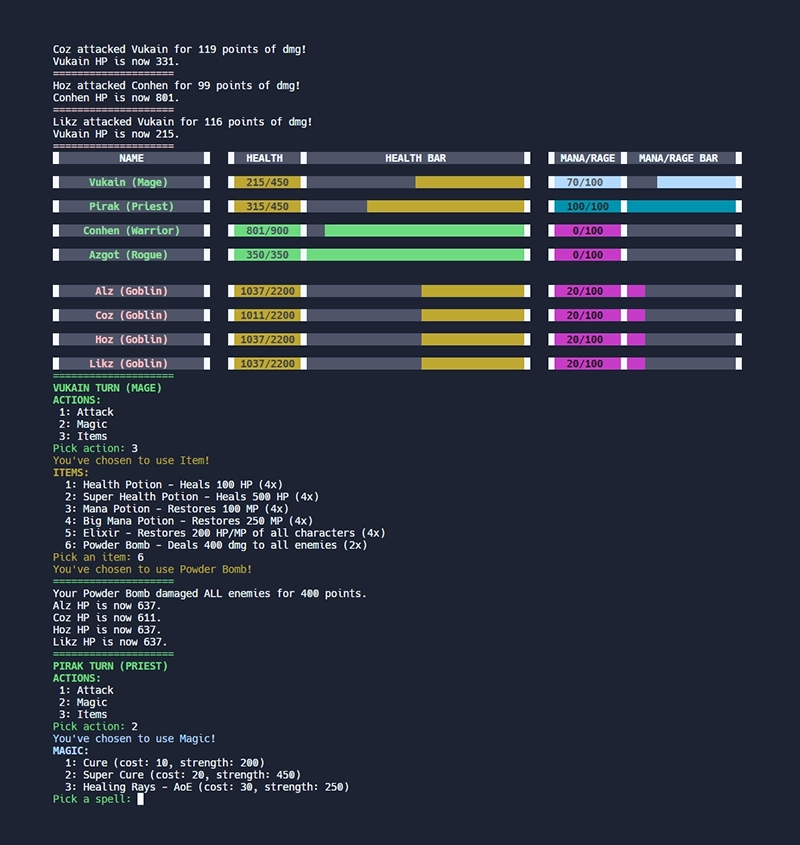 Coz attacked Vukain for 119 points of dmg!
Vukain HP is now 331.
====================
Hoz attacked Conhen for 99 points of dmg!
Conhen HP is now 801.
====================
Likz attacked Vukain for 116 points of dmg!
Vukain HP is now 215.
====================
NAME HEALTH HEALTH BAR MANA/RAGE MANA/RAGE BAR
Vukain (Mage) 215/450 70/100
Pirak (Priest) 315/450 100/100
Conhen (Warrior) 801/900 0/100
Azgot (Rogue) 350/350 0/100
Alz (Goblin) 1037/2200 20/100
Coz (Goblin) 1011/2200 20/100
Hoz (Goblin) 1037/2200 20/100
Likz (Goblin) 1037/2200 20/100
====================
VUKAIN TURN (MAGE)
ACTIONS:
1: Attack
2: Magic
3: Items
Pick action: 3
You've chosen to use Item!
ITEMS:
1: Health Potion - Heals 100 HP (4x)
2: Super Health Potion - Heals 500 HP (4x)
3: Mana Potion - Restores 100 MP (4x)
4: Big Mana Potion - Restores 250 MP (4x)
5: Elixir - Restores 200 HP/MP of all characters (4x)
6: Powder Bomb - Deals 400 dmg to all enemies (2x)
Pick an item: 6
You've chosen to use Powder Bomb!
====================
Your Powder Bomb damaged ALL enemies for 400 points.
Alz HP is now 637.
Coz HP is now 611.
Hoz HP is now 637.
Likz HP is now 637.
====================
PIRAK TURN (PRIEST)
ACTIONS:
1: Attack
2: Magic
3: Items
Pick action: 2
You've chosen to use Magic!
MAGIC:
1: Cure (cost: 10, strength: 200)
2: Super Cure (cost: 20, strength: 450)
3: Healing Rays - AoE (cost: 30, strength: 250)
Pick a spell: